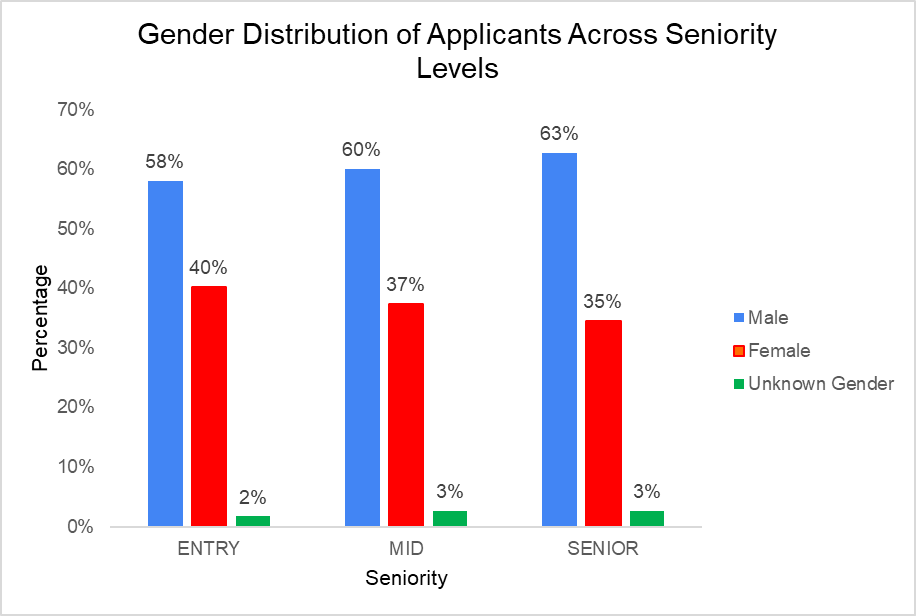 Gender Distribution of Applicants Across Seniority
Levels
70%
60%
50%
40%
30%
20%
10%
0%
Percentage
58%
40%
2%
60%
37%
3%
63%
35%
3%
ENTRY
MID
SENIOR
Seniority
Male
Female
Unknown Gender